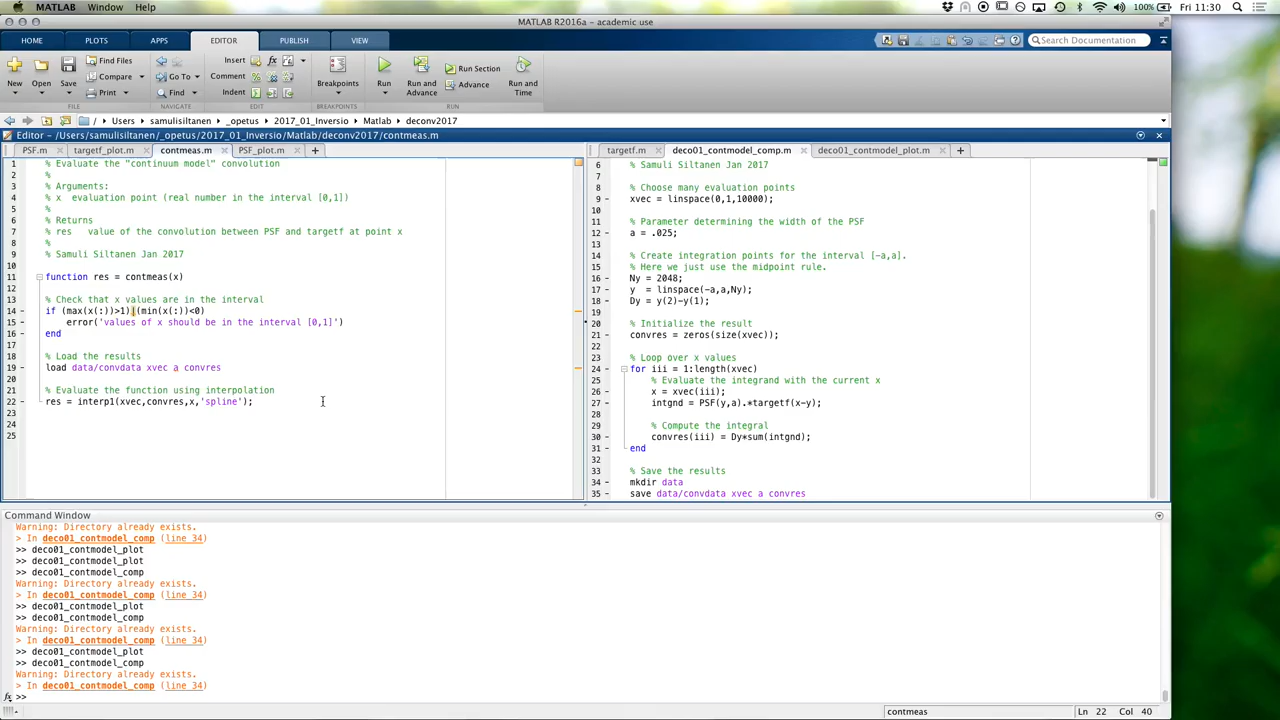 MATLAB Window Help 100% Fri 11:30
MATLAB R2016a - academic use
HOME PLOTS APPS EDITOR PUBLISH VIEW Search Documentation
New Open Save Find Files Compare Print Go To Find Insert Comment Indent Breakpoints Run Run and Advance Run Section Advance Run and Time
FILE NAVIGATE EDIT BREAKPOINTS RUN
/ Users samulisiltanen _opetus 2017_01_Inversio Matlab deconv2017
Editor - /Users/samulisiltanen/_opetus/2017_01_Inversio/Matlab/deconv2017/contmeas.m
PSF.m targetf_plot.m contmeas.m PSF_plot.m
1 % Evaluate the "continuum model" convolution
2 %
3 % Arguments:
4 % x evaluation point (real number in the interval [0,1])
5 %
6 % Returns
7 % res value of the convolution between PSF and targetf at point x
8 %
9 % Samuli Siltanen Jan 2017
10
11 function res = contmeas(x)
12
13 % Check that x values are in the interval
14 if (max(x(:))>1)|(min(x(:))<0)
15 error('values of x should be in the interval [0,1]')
16 end
17
18 % Load the results
19 load data/convdata xvec a convres
20
21 % Evaluate the function using interpolation
22 res = interp1(xvec,convres,x,'spline');
23
24
25
targetf.m deco01_contmodel_comp.m deco01_contmodel_plot.m
6 % Samuli Siltanen Jan 2017
7
8 % Choose many evaluation points
9 xvec = linspace(0,1,10000);
10
11 % Parameter determining the width of the PSF
12 a = .025;
13
14 % Create integration points for the interval [-a,a].
15 % Here we just use the midpoint rule.
16 Ny = 2048;
17 y = linspace(-a,a,Ny);
18 Dy = y(2)-y(1);
19
20 % Initialize the result
21 convres = zeros(size(xvec));
22
23 % Loop over x values
24 for iii = 1:length(xvec)
25 % Evaluate the integrand with the current x
26 x = xvec(iii);
27 intgnd = PSF(y,a).*targetf(x-y);
28
29 % Compute the integral
30 convres(iii) = Dy*sum(intgnd);
31 end
32
33 % Save the results
34 mkdir data
35 save data/convdata xvec a convres
Command Window
Warning: Directory already exists.
> In deco01_contmodel_comp (line 34)
>> deco01_contmodel_plot
>> deco01_contmodel_plot
>> deco01_contmodel_comp
Warning: Directory already exists.
> In deco01_contmodel_comp (line 34)
>> deco01_contmodel_plot
>> deco01_contmodel_comp
Warning: Directory already exists.
> In deco01_contmodel_comp (line 34)
>> deco01_contmodel_plot
>> deco01_contmodel_comp
Warning: Directory already exists.
> In deco01_contmodel_comp (line 34)
fx >>
contmeas Ln 22 Col 40